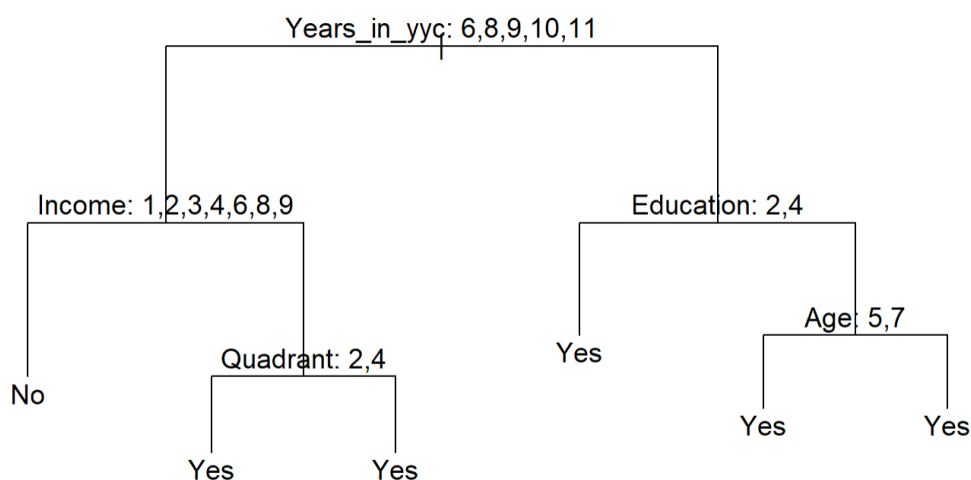 Years_in_yyc: 6,8,9,10,11
Income: 1,2,3,4,6,8,9
Education: 2,4
Age: 5,7
Yes
Quadrant: 2,4
No
Yes
Yes
Yes
Yes